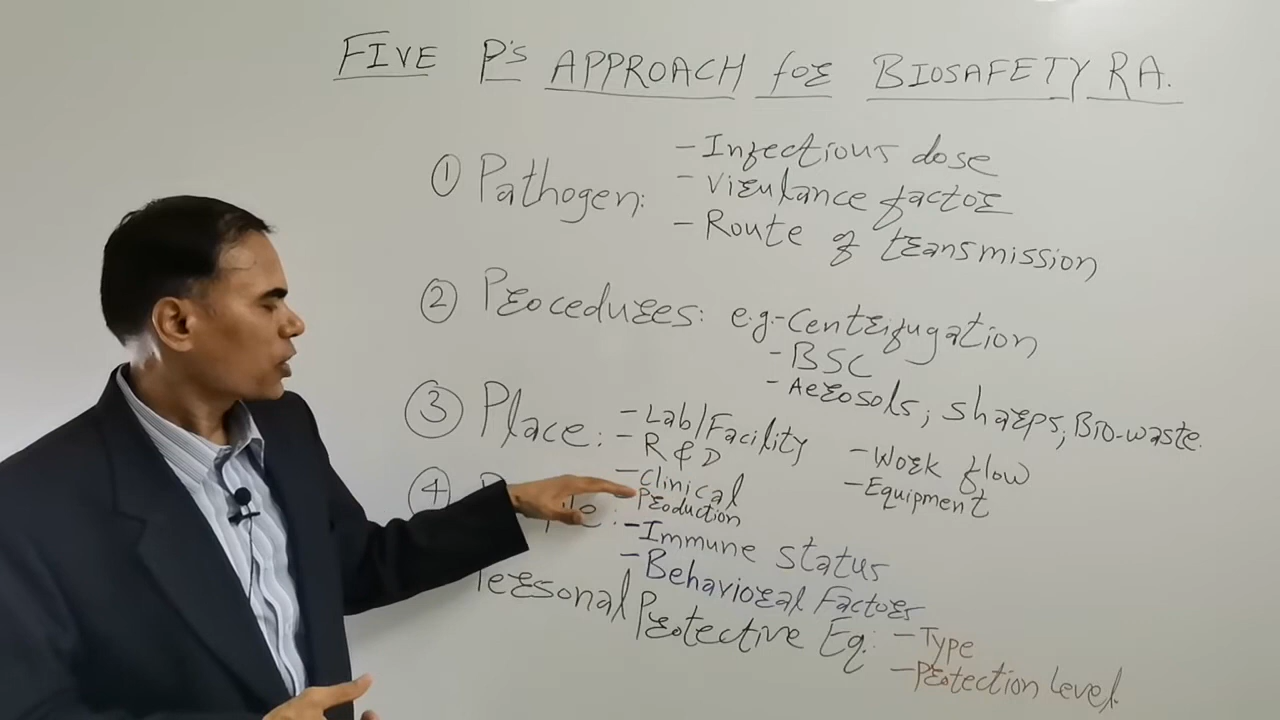 FIVE P's APPROACH for BIOSAFETY RA.
① Pathogen:
- Infectious dose
- Virulance factor
- Route of transmission
② Procedures: e.g.- Centrifugation
- BSC
- Aerosols, Sharps, Bio-waste.
③ Place:
- Lab/Facility
- R & D
- Clinical
- Production
- Work flow
- Equipment
④
- Immune status
- Behavioral Factors
Personal Protective Eq:
- Type
- Protection level.